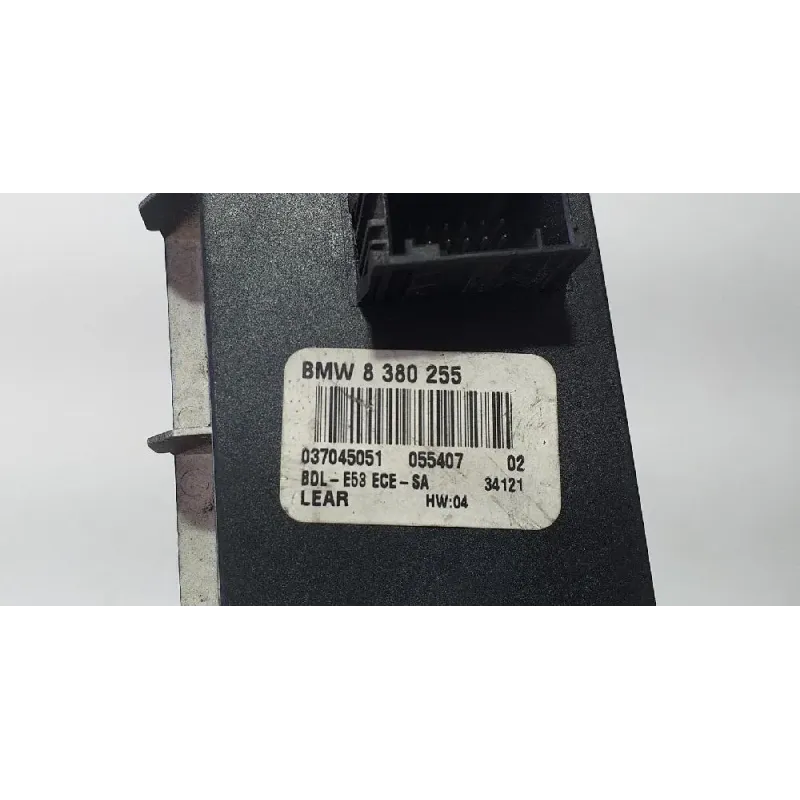 BMW 8 380 255
037045051 055407 02
BDL-E53 ECE-SA 34121
LEAR HW:04